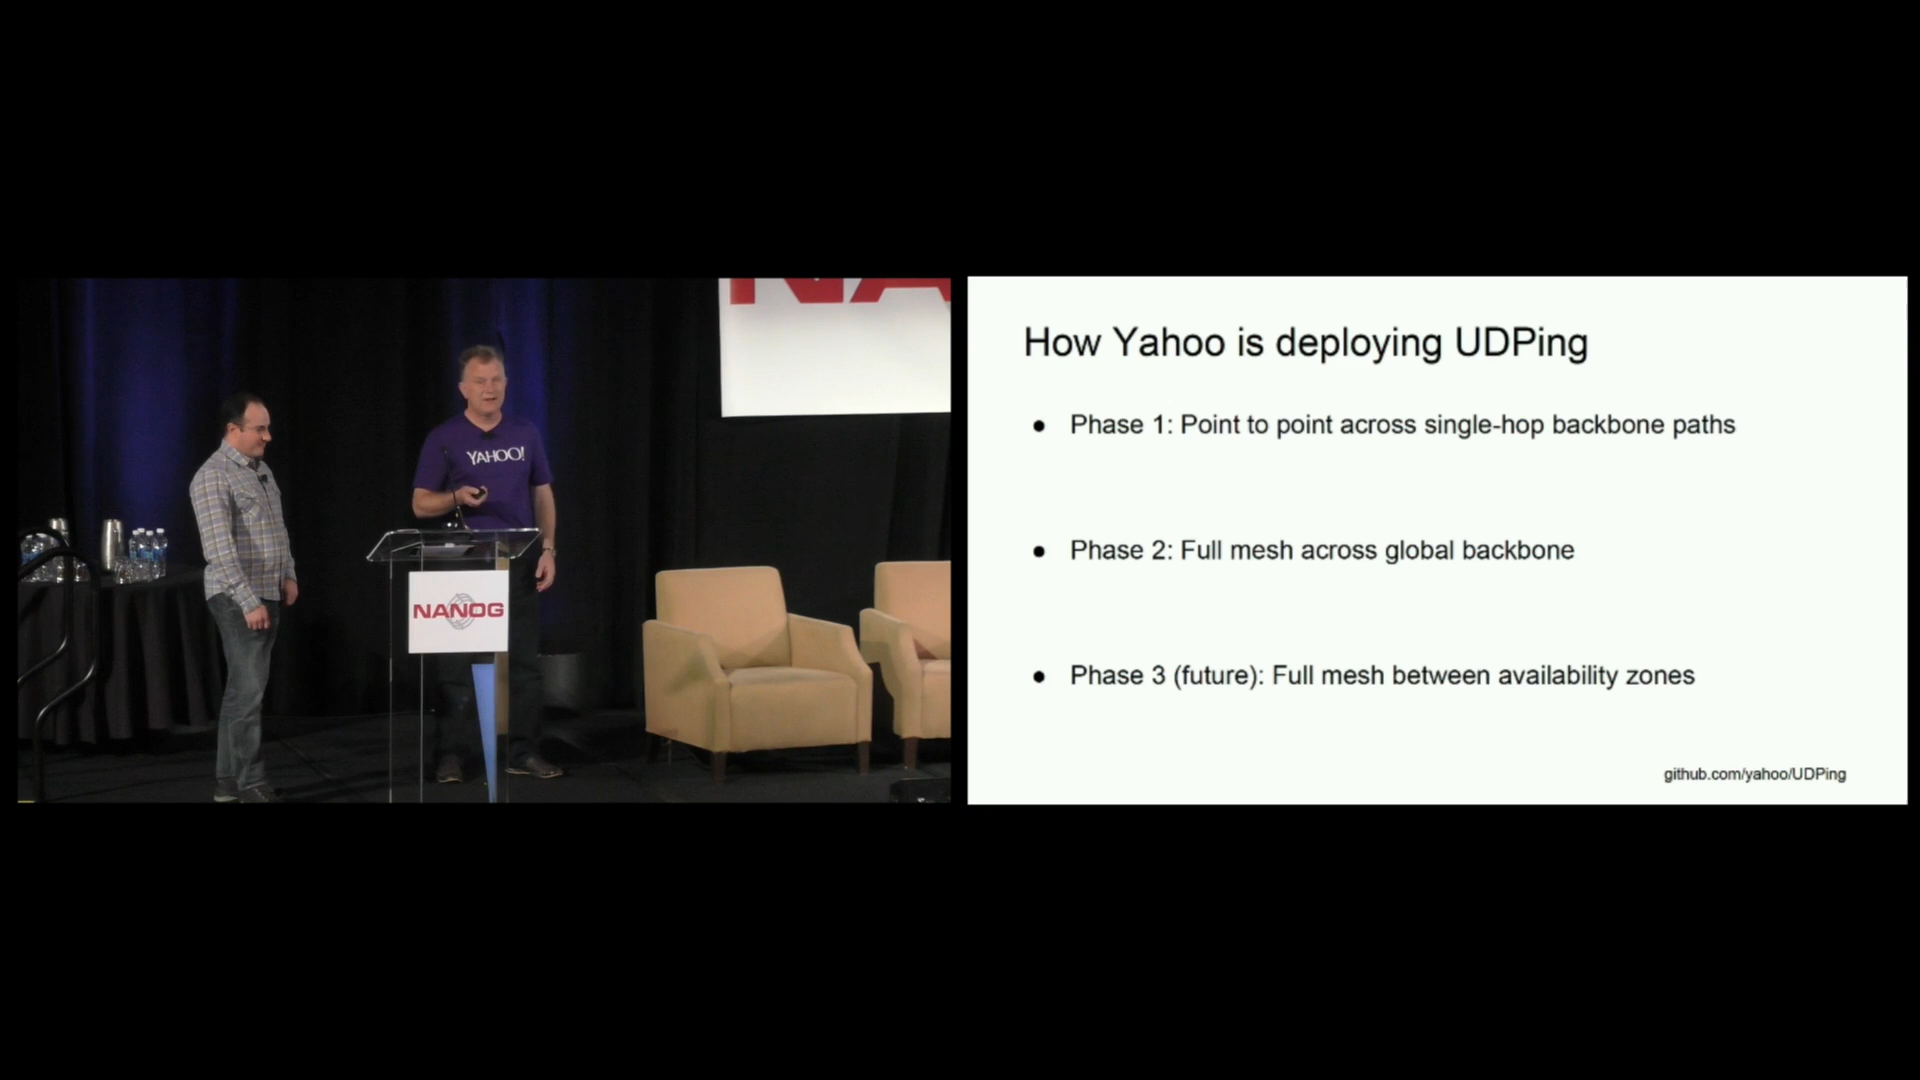 NA
YAHOO!
NANOG
How Yahoo is deploying UDPing
● Phase 1: Point to point across single-hop backbone paths
● Phase 2: Full mesh across global backbone
● Phase 3 (future): Full mesh between availability zones
github.com/yahoo/UDPing